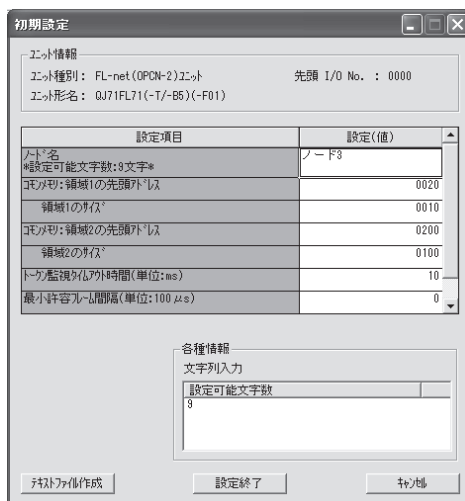 初期設定
ユニット情報
ユニット種別: FL-net(OPCN-2)ユニット 先頭 I/O No. : 0000
ユニット形名: QJ71FL71(-T/-B5)(-F01)
設定項目 設定(値)
ノード名 ノード3
*設定可能文字数:9文字*
コモンメモリ:領域1の先頭アドレス 0020
領域1のサイズ 0010
コモンメモリ:領域2の先頭アドレス 0200
領域2のサイズ 0100
トークン監視タイムアウト時間(単位:ms) 10
最小許容フレーム間隔(単位:100μs) 0
各種情報
文字列入力
設定可能文字数
9
テキストファイル作成 設定終了 キャンセル